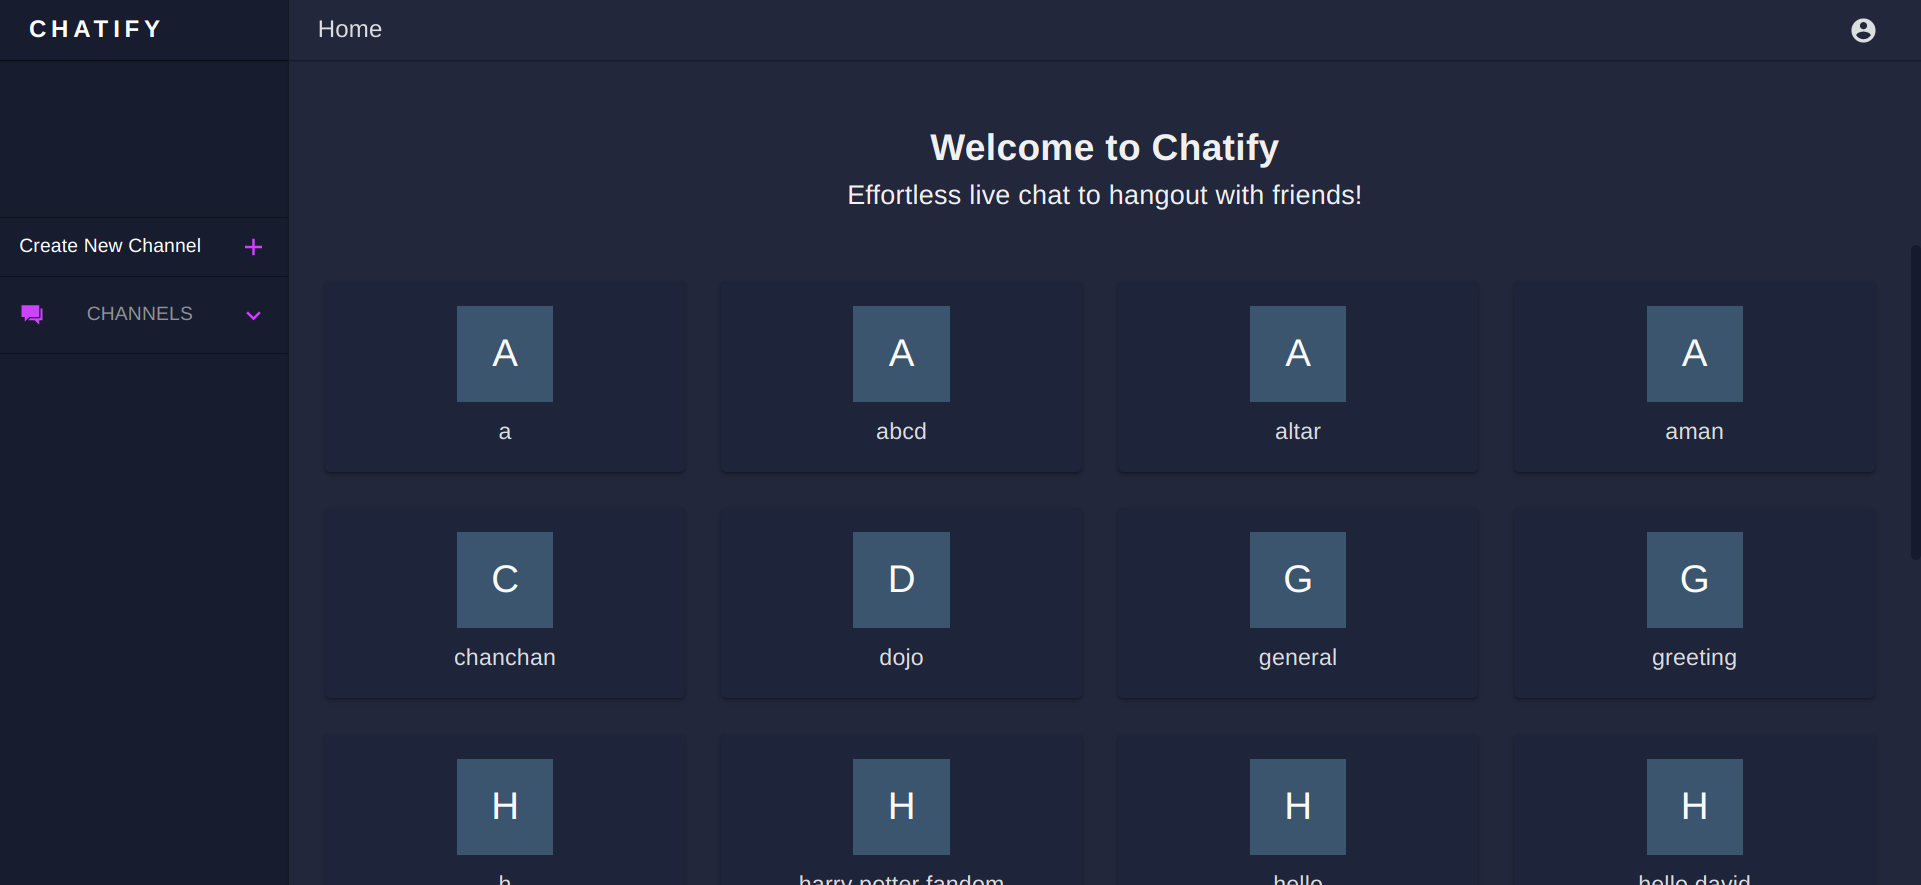 CHATIFY
Home
Create New Channel
CHANNELS
Welcome to Chatify
Effortless live chat to hangout with friends!
A A A A
a abcd altar aman
C D G G
chanchan dojo general greeting
H H H H
h harry potter fandom hello hello david